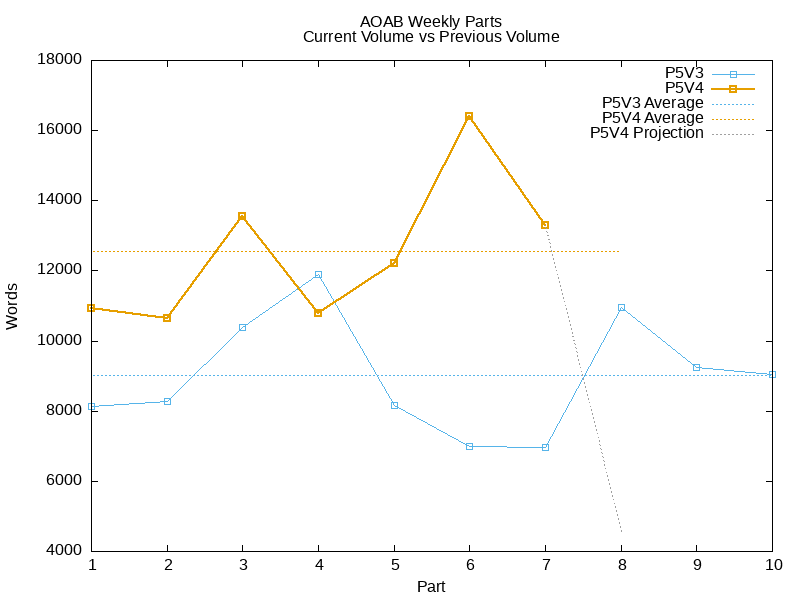 AOAB Weekly Parts
Current Volume vs Previous Volume
18000
16000
14000
12000
10000
8000
6000
4000
Words
P5V3
P5V4
P5V3 Average
P5V4 Average
P5V4 Projection
1 2 3 4 5 6 7 8 9 10
Part